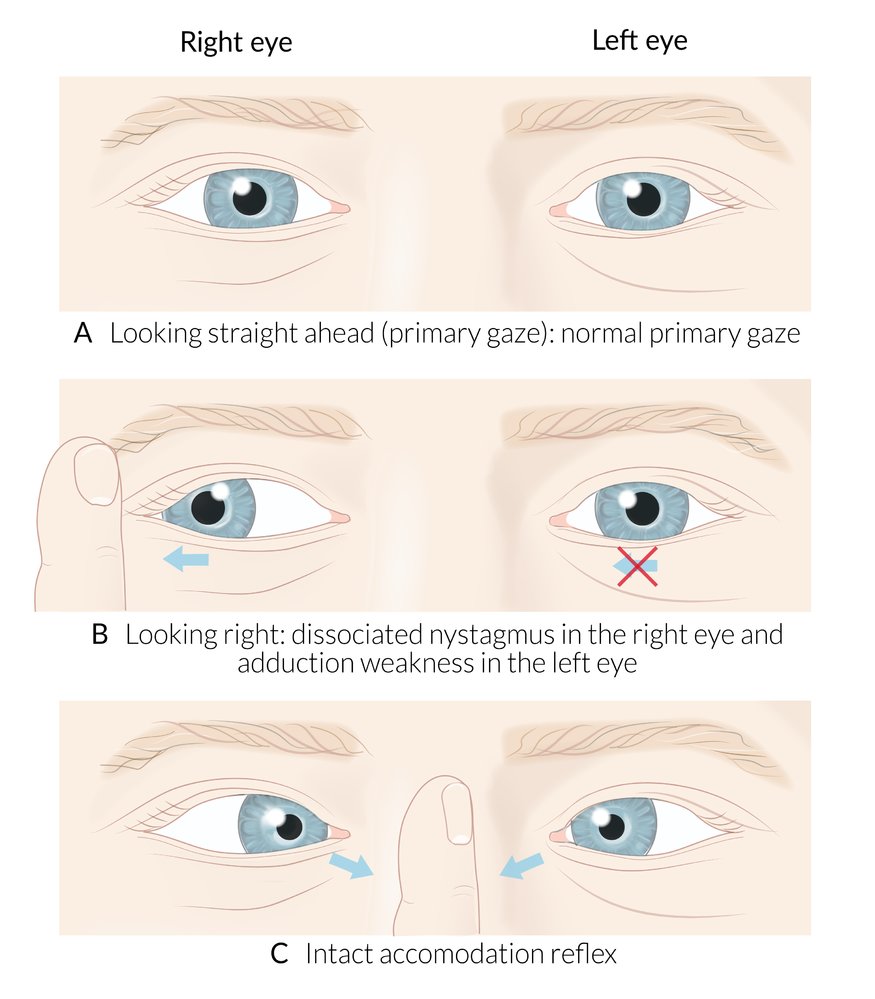 Right eye
Left eye
A Looking straight ahead (primary gaze): normal primary gaze
B Looking right: dissociated nystagmus in the right eye and
adduction weakness in the left eye
C Intact accomodation reflex